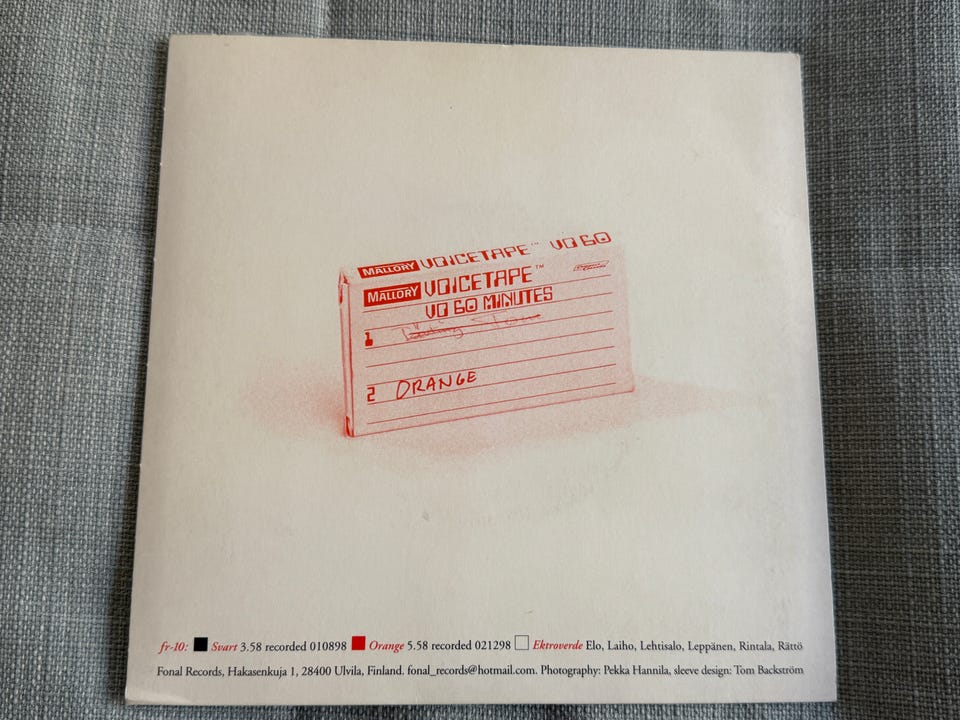 MALLORY VOICETAPE™ VO 60
MALLORY VOICETAPE™
VO 60 MINUTES
1
2 ORANGE
fr-10: Svart 3.58 recorded 010898 Orange 5.58 recorded 021298 Ektroverde Elo, Laiho, Lehtisalo, Leppänen, Rintala, Rättö
Fonal Records, Hakasenkuja 1, 28400 Ulvila, Finland. fonal_records@hotmail.com. Photography: Pekka Hannila, sleeve design: Tom Backström